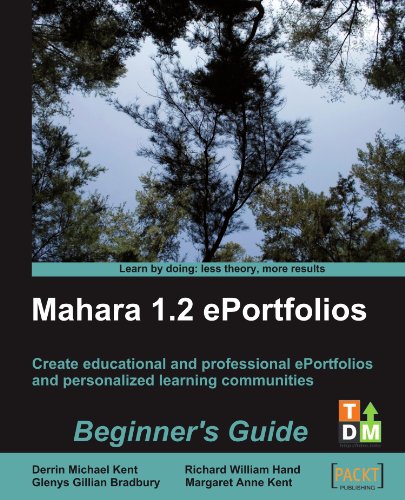 Learn by doing: less theory, more results
Mahara 1.2 ePortfolios
Create educational and professional ePortfolios
and personalized learning communities
T
DM
Beginner's Guide
Derrin Michael Kent Richard William Hand
Glenys Gillian Bradbury Margaret Anne Kent
PACKT
PUBLISHING